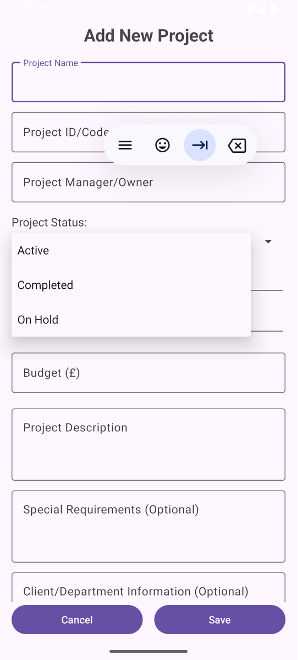 Add New Project
Project Name
Project ID/Code
Project Manager/Owner
Project Status:
Active
Completed
On Hold
Budget (£)
Project Description
Special Requirements (Optional)
Client/Department Information (Optional)
Cancel
Save